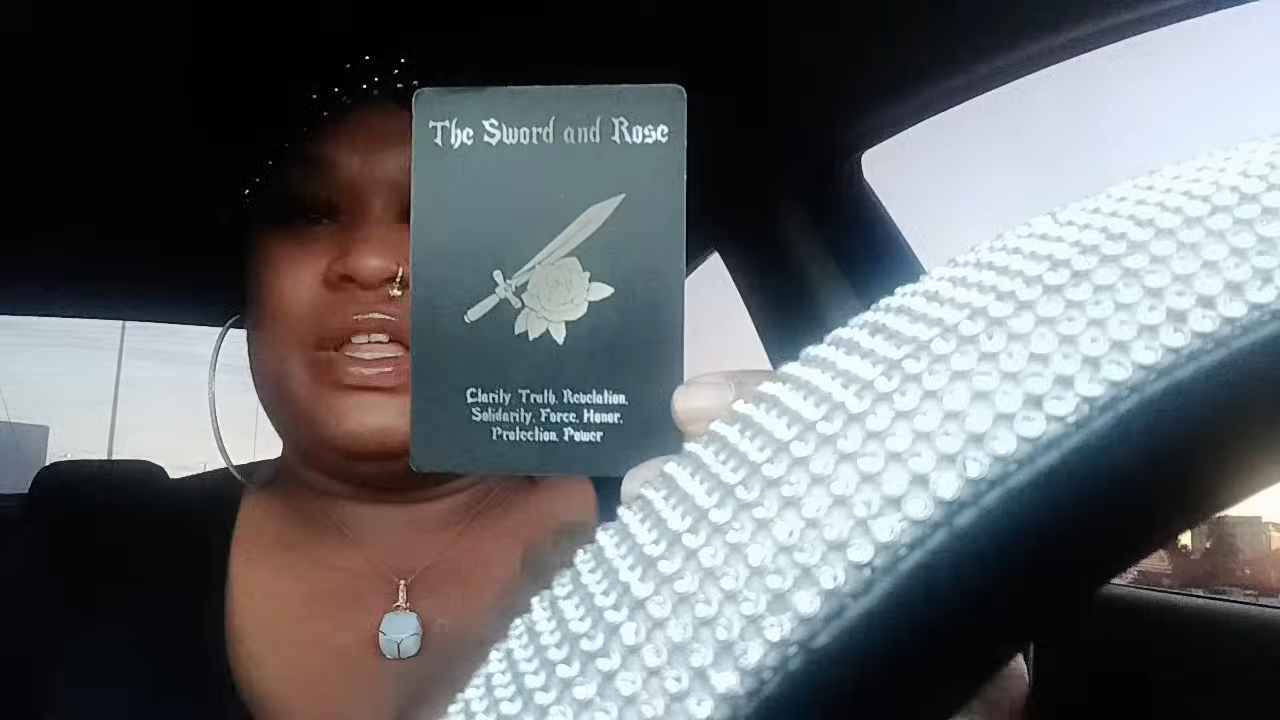 The Sword and Rose
Clarity, Truth, Revelation,
Solidarity, Force, Honor,
Protection, Power